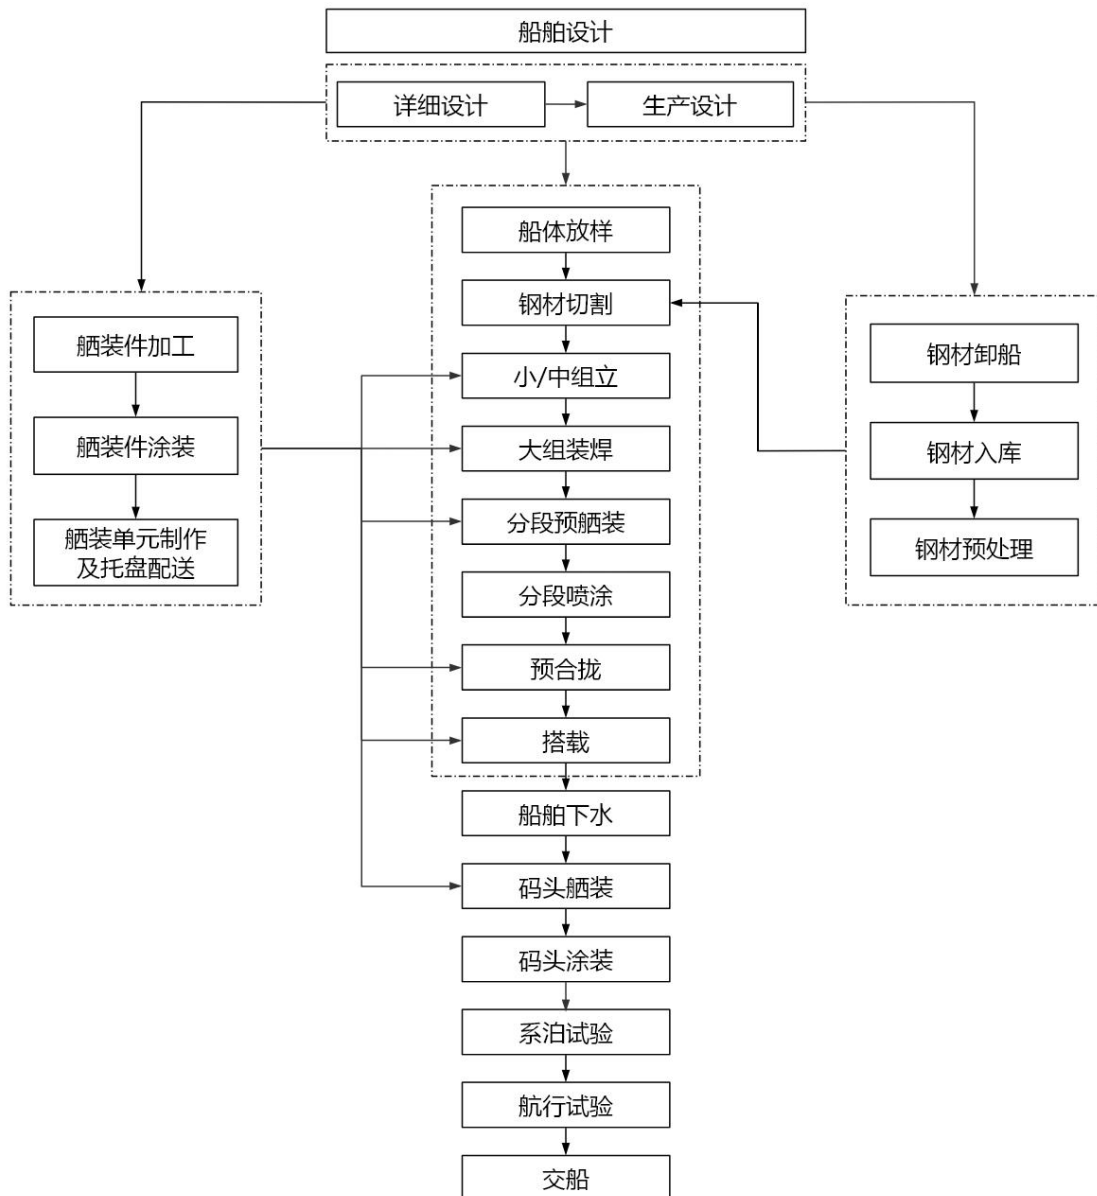 船舶设计
详细设计
生产设计
船体放样
钢材切割
小/中组立
大组装焊
分段预舾装
分段喷涂
预合拢
搭载
船舶下水
码头舾装
码头涂装
系泊试验
航行试验
交船
舾装件加工
舾装件涂装
舾装单元制作
及托盘配送
钢材卸船
钢材入库
钢材预处理